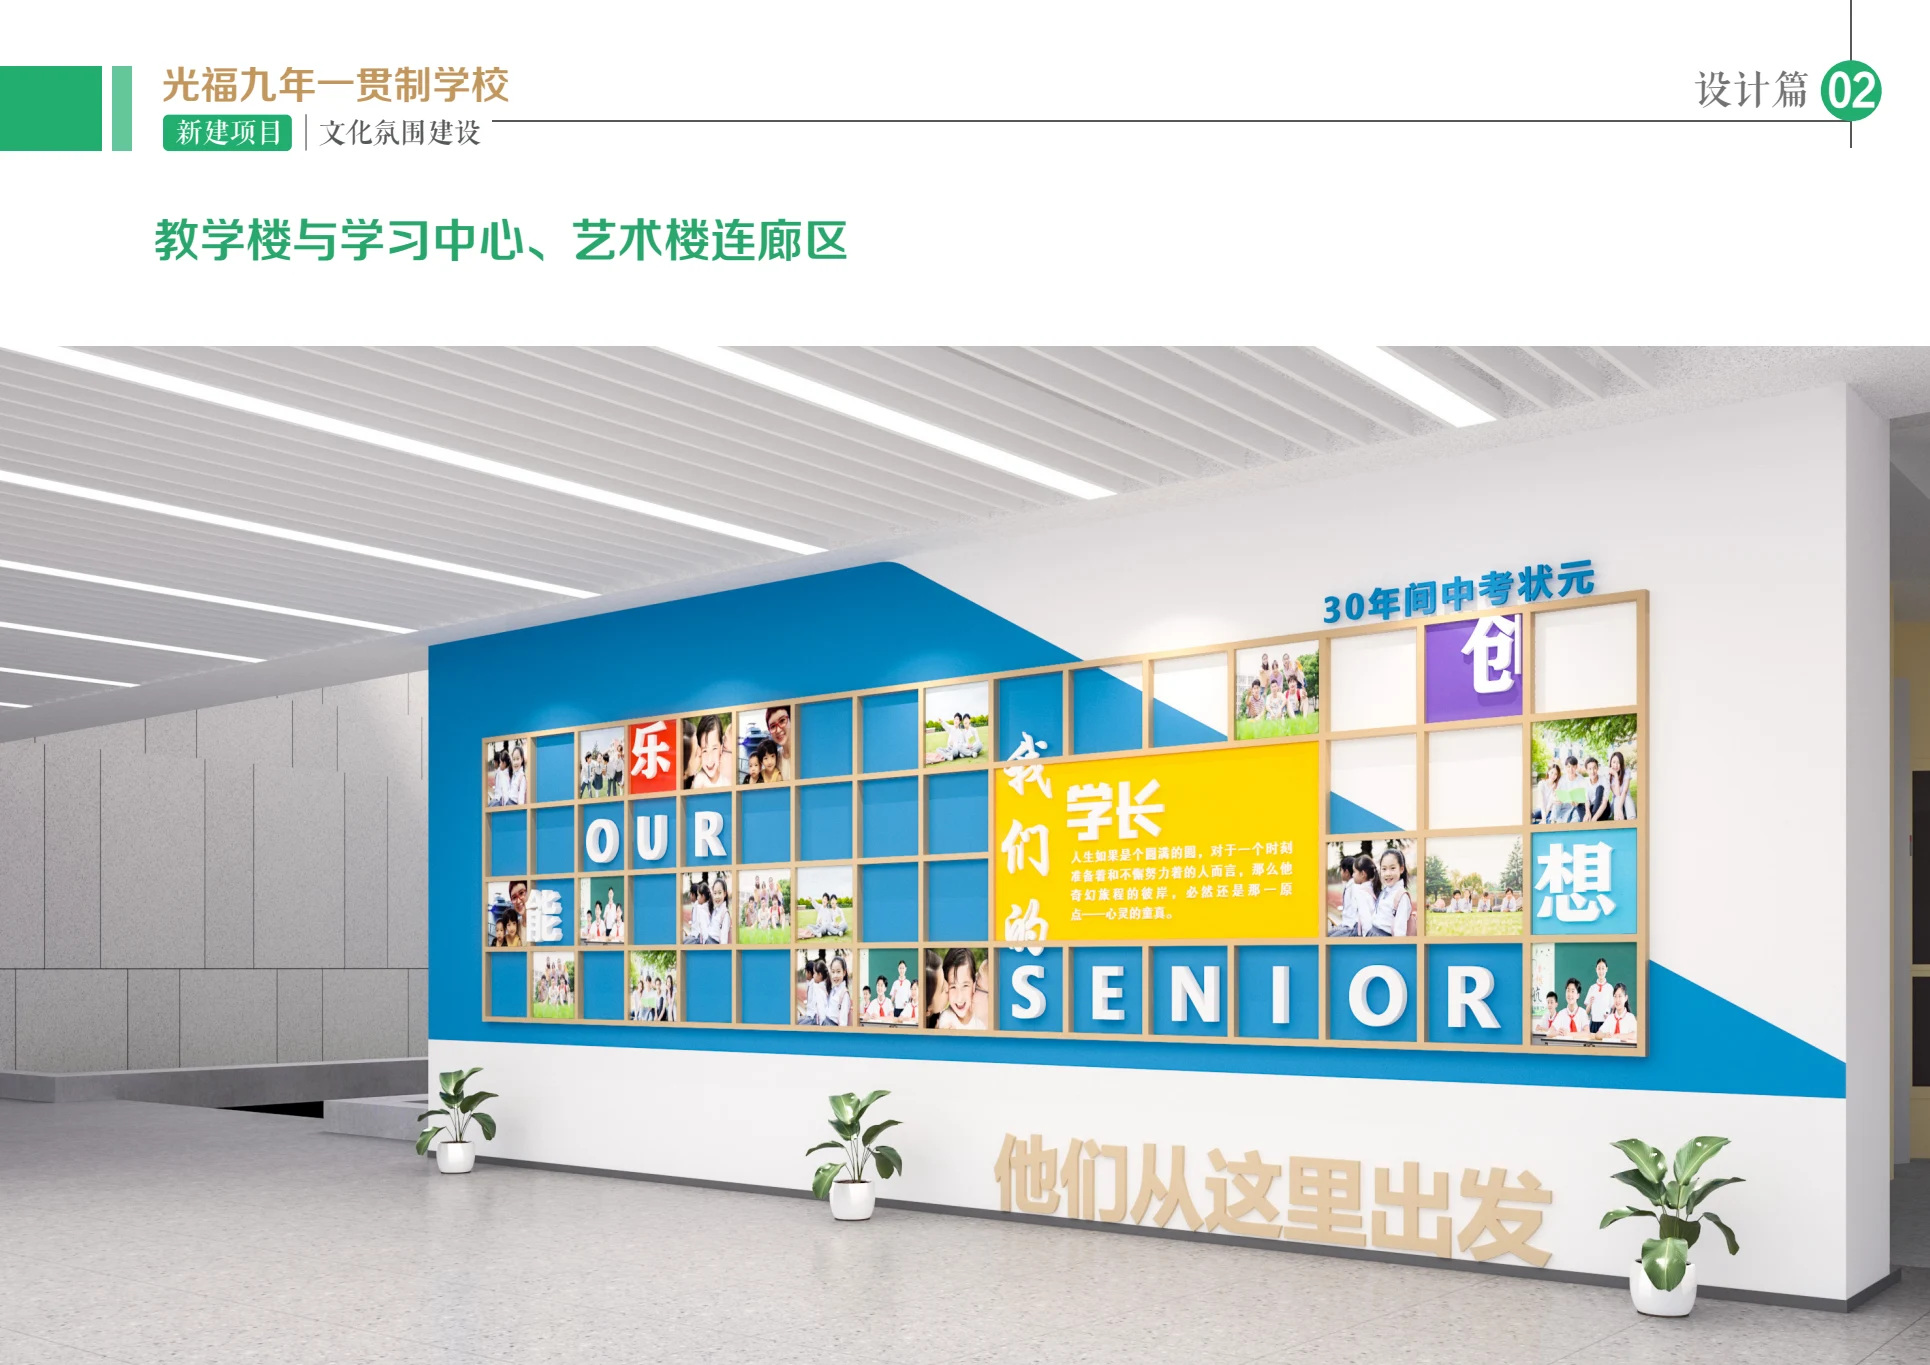 光福九年一贯制学校
新建项目 文化氛围建设
设计篇 02
教学楼与学习中心、艺术楼连廊区
30年间中考状元
创
乐
我们的
学长
OUR
人生如果是个圆满的圆，对于一个时刻
准备着和不懈努力着的人而言，那么他
奇幻旅程的彼岸，必然还是那一原
点——心灵的童真。
想
能
SENIOR
他们从这里出发